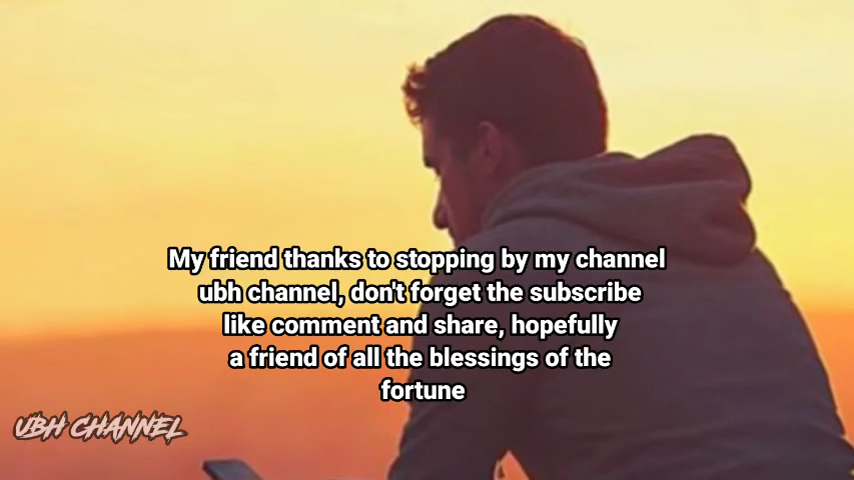 My friend thanks to stopping by my channel
ubh channel, don't forget the subscribe
like comment and share, hopefully
a friend of all the blessings of the
fortune
UBH CHANNEL